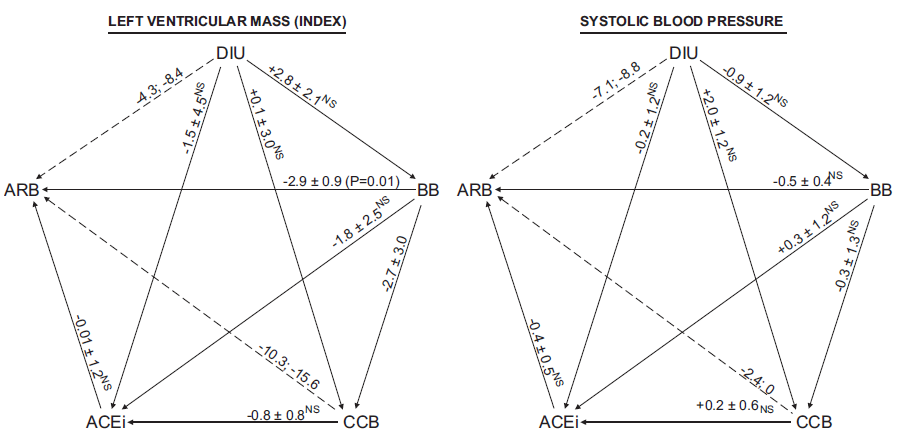 LEFT VENTRICULAR MASS (INDEX)
DIU
-4.3; -8.4
-1.5 ± 4.5NS
+0.1 ± 3.0NS
+2.8 ± 2.1NS
ARB
-2.9 ± 0.9 (P=0.01)
BB
-1.8 ± 2.5NS
-2.7 ± 3.0
-0.01 ± 1.2NS
-10.3; -15.6
ACEi
-0.8 ± 0.8NS
CCB
SYSTOLIC BLOOD PRESSURE
DIU
-7.1; -8.8
-0.2 ± 1.2NS
+2.0 ± 1.2NS
-0.9 ± 1.2NS
ARB
-0.5 ± 0.4NS
BB
+0.3 ± 1.2NS
-0.3 ± 1.3NS
-0.4 ± 0.5NS
-2.4; 0
ACEi
+0.2 ± 0.6NS
CCB